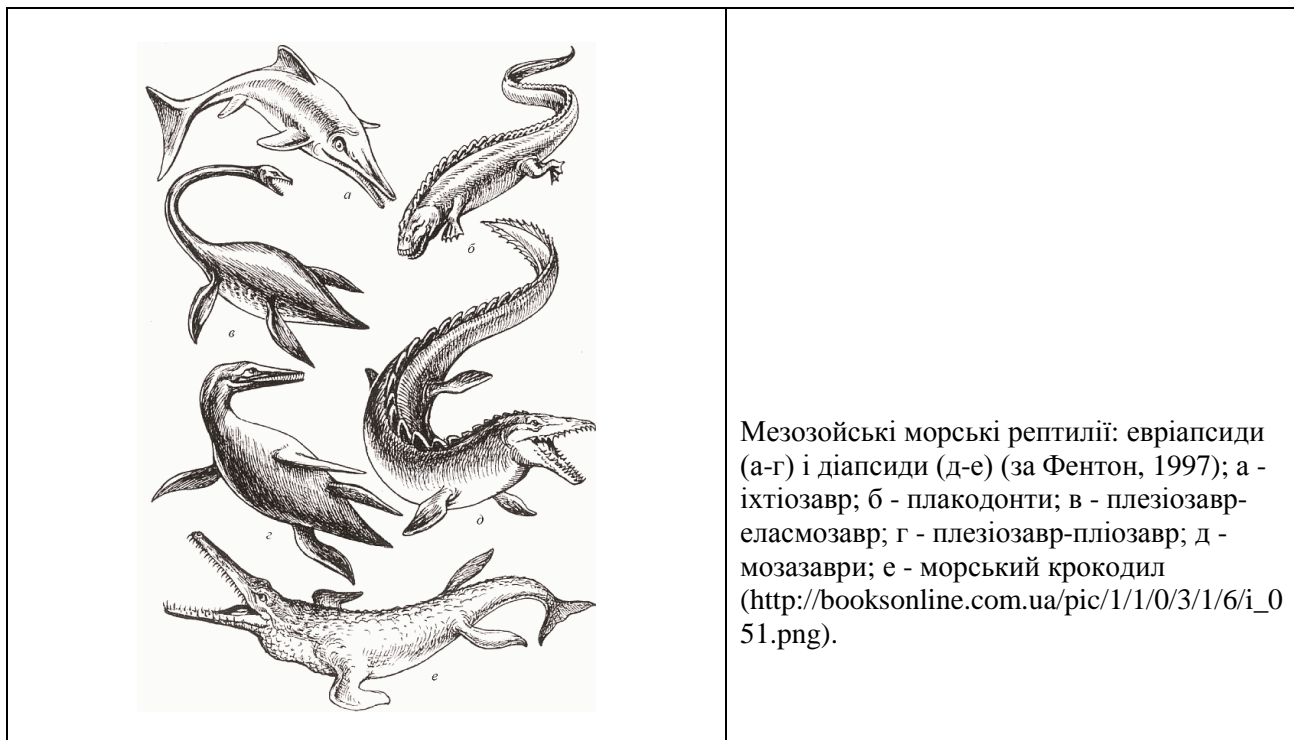 а
б
в
г
д
е
Мезозойські морські рептилії: евріапсиди
(а-г) і діапсиди (д-е) (за Фентон, 1997); а -
іхтіозавр; б - плакодонти; в - плезіозавр-
еласмозавр; г - плезіозавр-пліозавр; д -
мозазаври; е - морський крокодил
(http://booksonline.com.ua/pic/1/1/0/3/1/6/i_0
51.png).